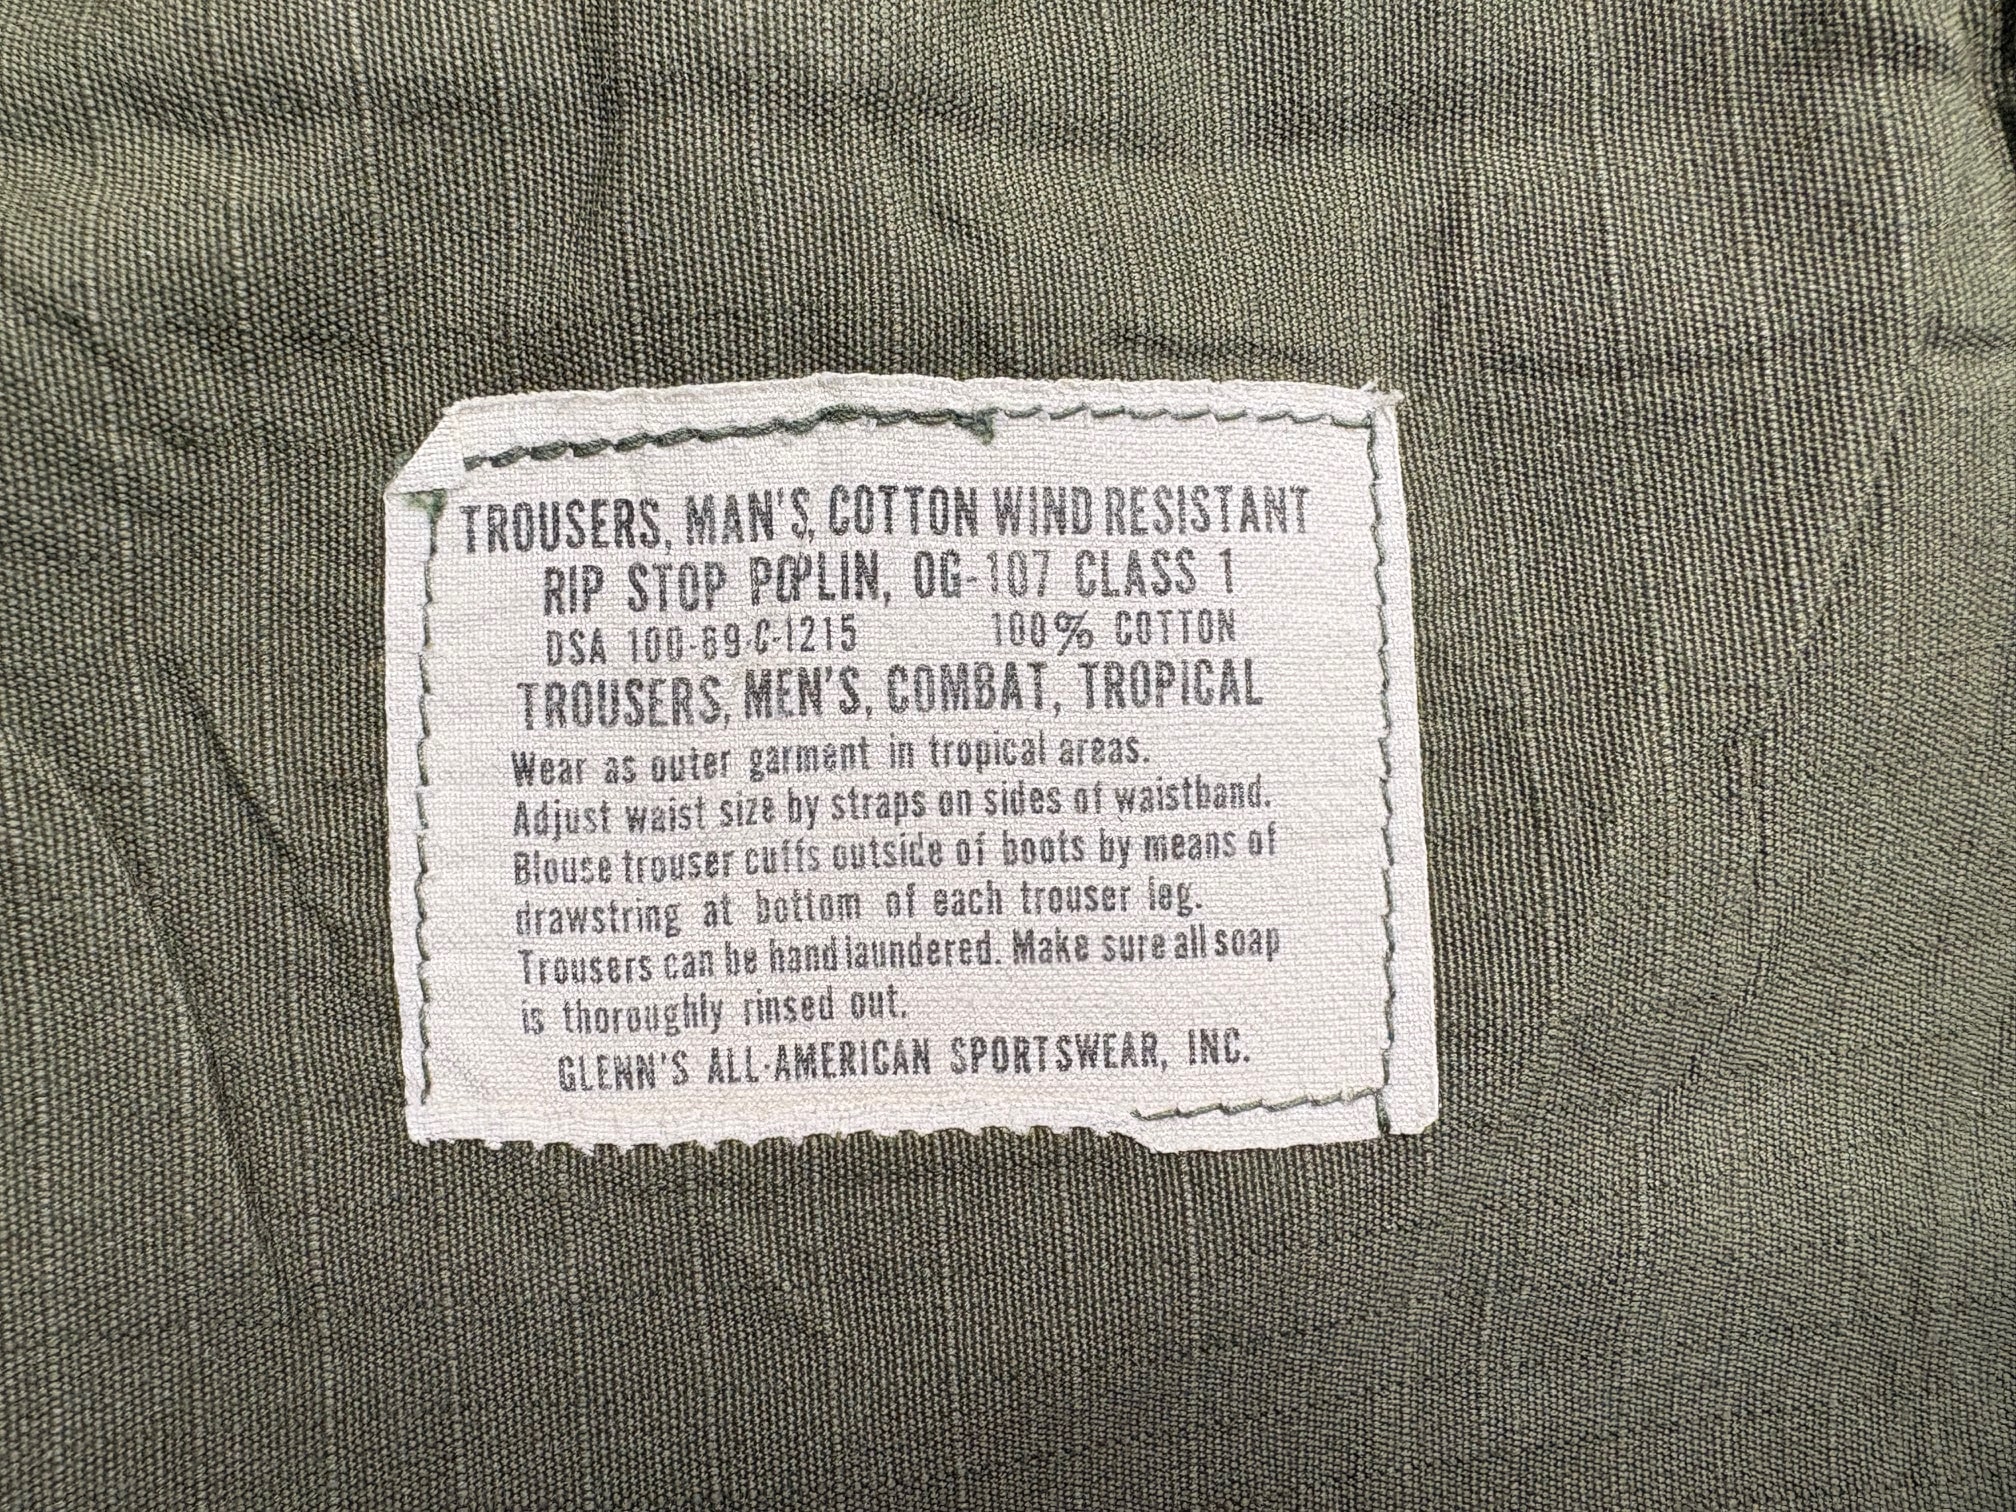 TROUSERS, MAN'S, COTTON WIND RESISTANT
RIP STOP POPLIN, OG-107 CLASS 1
DSA 100-69-C-1215 100% COTTON
TROUSERS, MEN'S, COMBAT, TROPICAL
Wear as outer garment in tropical areas.
Adjust waist size by straps on sides of waistband.
Blouse trouser cuffs outside of boots by means of
drawstring at bottom of each trouser leg.
Trousers can be hand laundered. Make sure all soap
is thoroughly rinsed out.
GLENN'S ALL-AMERICAN SPORTSWEAR, INC.